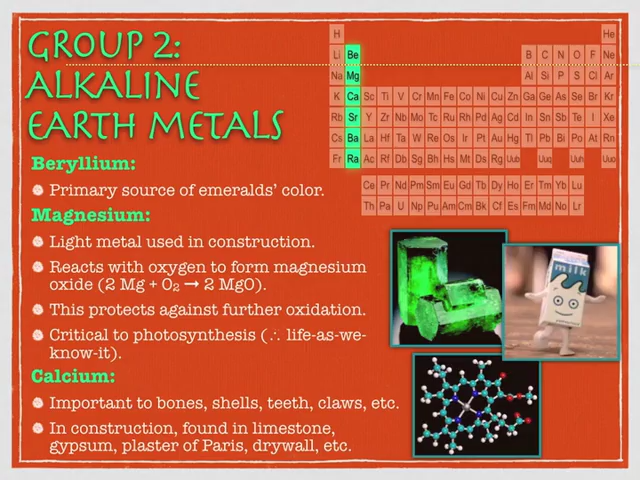 Group 2:
Alkaline
Earth Metals
H He
Li Be B C N O F Ne
Na Mg Al Si P S Cl Ar
K Ca Sc Ti V Cr Mn Fe Co Ni Cu Zn Ga Ge As Se Br Kr
Rb Sr Y Zr Nb Mo Tc Ru Rh Pd Ag Cd In Sn Sb Te I Xe
Cs Ba La Hf Ta W Re Os Ir Pt Au Hg Tl Pb Bi Po At Rn
Fr Ra Ac Rf Db Sg Bh Hs Mt Ds Rg Uub Uuq Uuh Uuo
Ce Pr Nd Pm Sm Eu Gd Tb Dy Ho Er Tm Yb Lu
Th Pa U Np Pu Am Cm Bk Cf Es Fm Md No Lr
Beryllium:
Primary source of emeralds’ color.
Magnesium:
Light metal used in construction.
Reacts with oxygen to form magnesium
oxide (2 Mg + O₂ → 2 MgO).
This protects against further oxidation.
Critical to photosynthesis (∴ life-as-we-
know-it).
Calcium:
Important to bones, shells, teeth, claws, etc.
In construction, found in limestone,
gypsum, plaster of Paris, drywall, etc.
milk